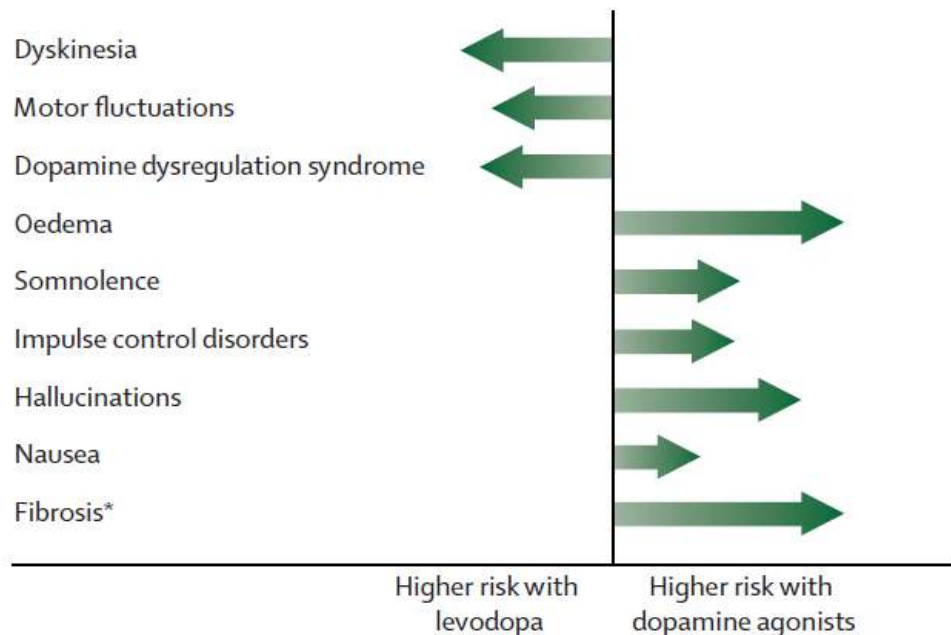 Dyskinesia
Motor fluctuations
Dopamine dysregulation syndrome
Oedema
Somnolence
Impulse control disorders
Hallucinations
Nausea
Fibrosis*
Higher risk with
levodopa
Higher risk with
dopamine agonists